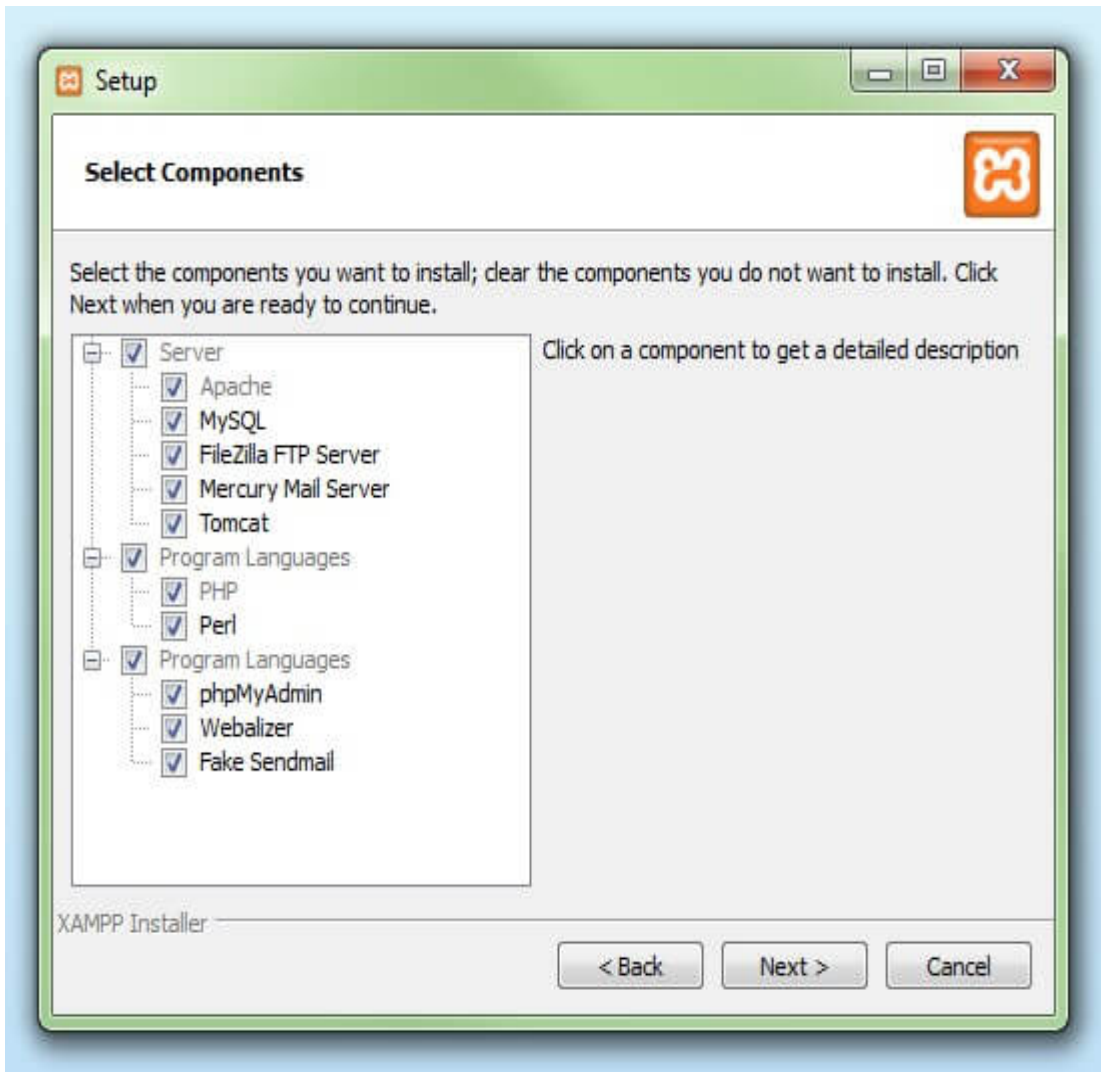 Setup
Select Components
Select the components you want to install; clear the components you do not want to install. Click
Next when you are ready to continue.
Server
Apache
MySQL
FileZilla FTP Server
Mercury Mail Server
Tomcat
Program Languages
PHP
Perl
Program Languages
phpMyAdmin
Webalizer
Fake Sendmail
Click on a component to get a detailed description
XAMPP Installer
< Back
Next >
Cancel